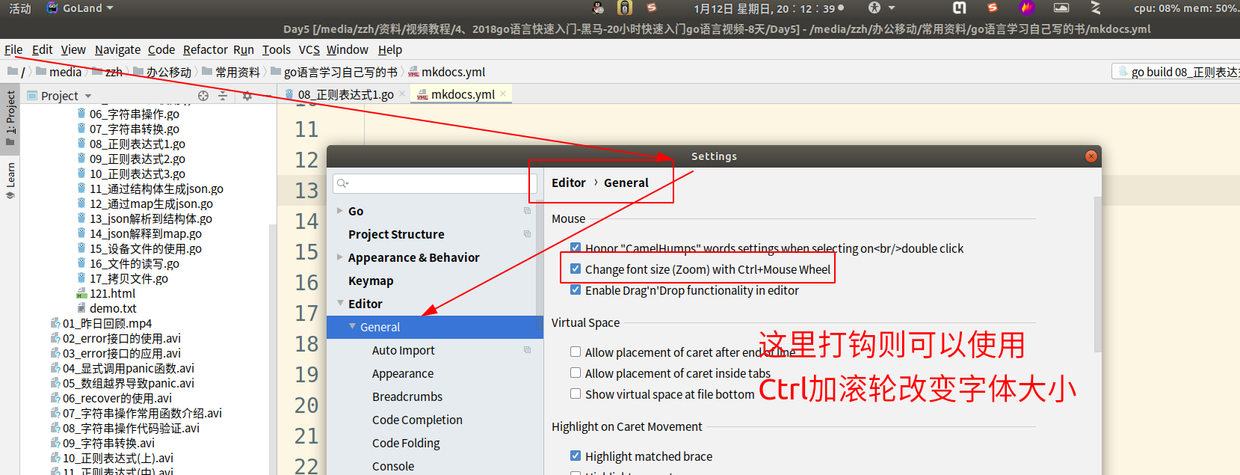 活动 GoLand 1月12日 星期日, 20∶12∶39 cpu: 08% mem: 50%.
Day5 [/media/zzh/资料/视频教程/4、2018go语言快速入门-黑马-20小时快速入门go语言视频-8天/Day5] - /media/zzh/办公移动/常用资料/go语言学习自己写的书/mkdocs.yml
File Edit View Navigate Code Refactor Run Tools VCS Window Help
/ media zzh 办公移动 常用资料 go语言学习自己写的书 mkdocs.yml go build 08_正则表达式
1: Project
Learn
Project
08_正则表达式1.go mkdocs.yml
06_字符串操作.go
07_字符串转换.go
08_正则表达式1.go
09_正则表达式2.go
10_正则表达式3.go
11_通过结构体生成json.go
12_通过map生成json.go
13_json解析到结构体.go
14_json解释到map.go
15_设备文件的使用.go
16_文件的读写.go
17_拷贝文件.go
121.html
demo.txt
01_昨日回顾.mp4
02_error接口的使用.avi
03_error接口的应用.avi
04_显式调用panic函数.avi
05_数组越界导致panic.avi
06_recover的使用.avi
07_字符串操作常用函数介绍.avi
08_字符串操作代码验证.avi
09_字符串转换.avi
10_正则表达式(上).avi
11_正则表达式(中).avi
11
12
13
14
15
16
17
18
19
20
21
22
Settings
Go
Project Structure
Appearance & Behavior
Keymap
Editor
General
Auto Import
Appearance
Breadcrumbs
Code Completion
Code Folding
Console
Editor › General
Mouse
Honor "CamelHumps" words settings when selecting on<br/>double click
Change font size (Zoom) with Ctrl+Mouse Wheel
Enable Drag'n'Drop functionality in editor
Virtual Space
Allow placement of caret after end of line
Allow placement of caret inside tabs
Show virtual space at file bottom
这里打钩则可以使用
Ctrl加滚轮改变字体大小
Highlight on Caret Movement
Highlight matched brace